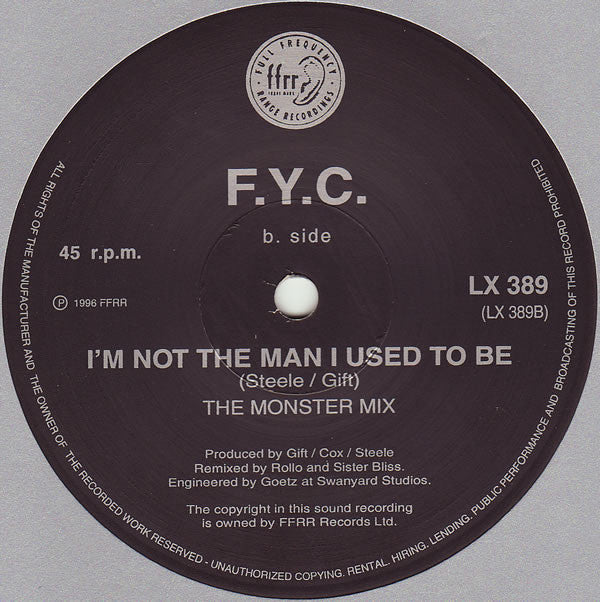 · FULL FREQUENCY ·
ffrr
TRADE MARK
RANGE RECORDINGS
F.Y.C.
b. side
45 r.p.m.
LX 389
(LX 389B)
℗ 1996 FFRR
I'M NOT THE MAN I USED TO BE
(Steele / Gift)
THE MONSTER MIX
Produced by Gift / Cox / Steele
Remixed by Rollo and Sister Bliss.
Engineered by Goetz at Swanyard Studios.
The copyright in this sound recording
is owned by FFRR Records Ltd.
ALL RIGHTS OF THE MANUFACTURER AND THE OWNER OF THE RECORDED WORK RESERVED - UNAUTHORIZED COPYING. RENTAL. HIRING. LENDING. PUBLIC PERFORMANCE AND BROADCASTING OF THIS RECORD PROHIBITED